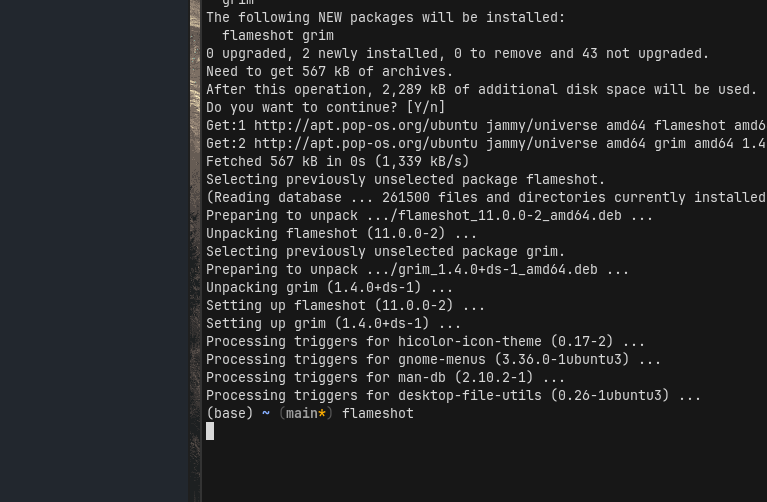 grim
The following NEW packages will be installed:
flameshot grim
0 upgraded, 2 newly installed, 0 to remove and 43 not upgraded.
Need to get 567 kB of archives.
After this operation, 2,289 kB of additional disk space will be used.
Do you want to continue? [Y/n]
Get:1 http://apt.pop-os.org/ubuntu jammy/universe amd64 flameshot amd6
Get:2 http://apt.pop-os.org/ubuntu jammy/universe amd64 grim amd64 1.4
Fetched 567 kB in 0s (1,339 kB/s)
Selecting previously unselected package flameshot.
(Reading database ... 261500 files and directories currently installed
Preparing to unpack .../flameshot_11.0.0-2_amd64.deb ...
Unpacking flameshot (11.0.0-2) ...
Selecting previously unselected package grim.
Preparing to unpack .../grim_1.4.0+ds-1_amd64.deb ...
Unpacking grim (1.4.0+ds-1) ...
Setting up flameshot (11.0.0-2) ...
Setting up grim (1.4.0+ds-1) ...
Processing triggers for hicolor-icon-theme (0.17-2) ...
Processing triggers for gnome-menus (3.36.0-1ubuntu3) ...
Processing triggers for man-db (2.10.2-1) ...
Processing triggers for desktop-file-utils (0.26-1ubuntu3) ...
(base) ~ (main*) flameshot